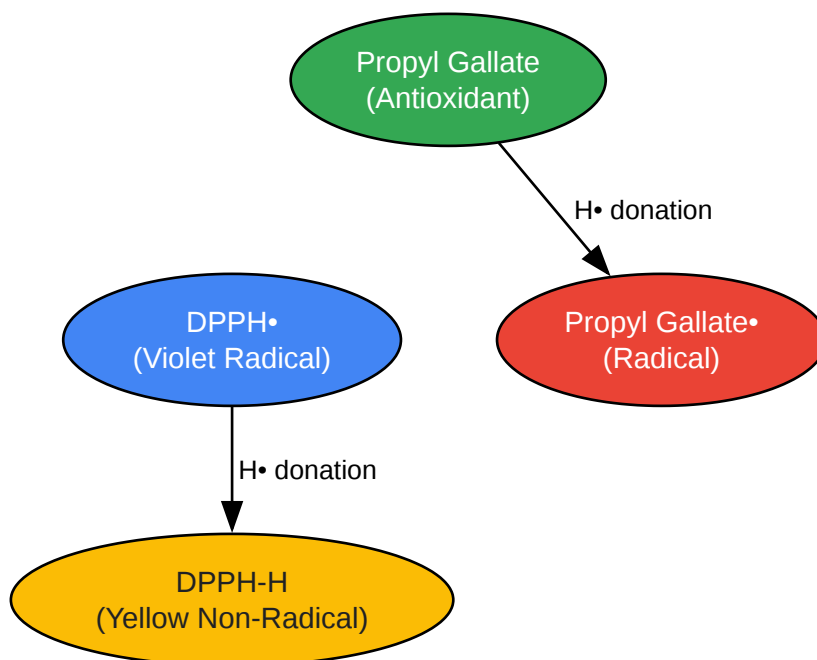 Propyl Gallate
(Antioxidant)
H• donation
DPPH•
(Violet Radical)
Propyl Gallate•
(Radical)
H• donation
DPPH-H
(Yellow Non-Radical)